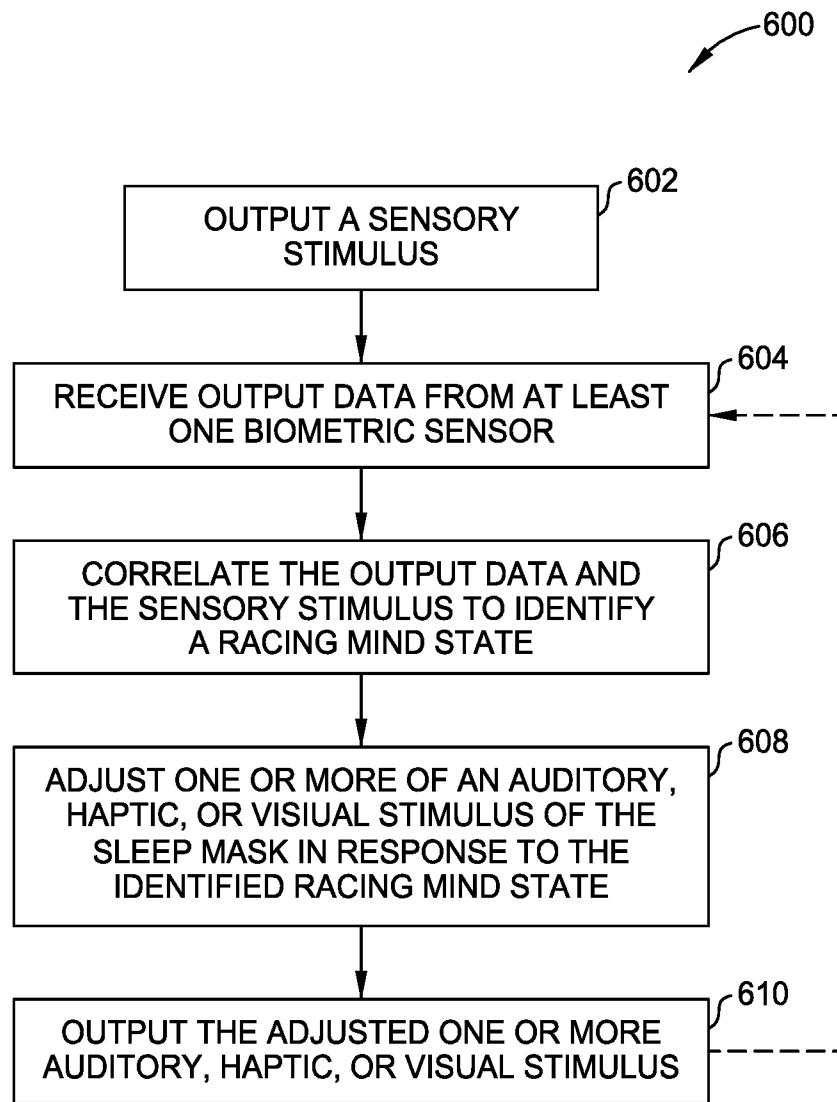 600
602
OUTPUT A SENSORY
STIMULUS
604
RECEIVE OUTPUT DATA FROM AT LEAST
ONE BIOMETRIC SENSOR
606
CORRELATE THE OUTPUT DATA AND
THE SENSORY STIMULUS TO IDENTIFY
A RACING MIND STATE
608
ADJUST ONE OR MORE OF AN AUDITORY,
HAPTIC, OR VISIUAL STIMULUS OF THE
SLEEP MASK IN RESPONSE TO THE
IDENTIFIED RACING MIND STATE
610
OUTPUT THE ADJUSTED ONE OR MORE
AUDITORY, HAPTIC, OR VISUAL STIMULUS